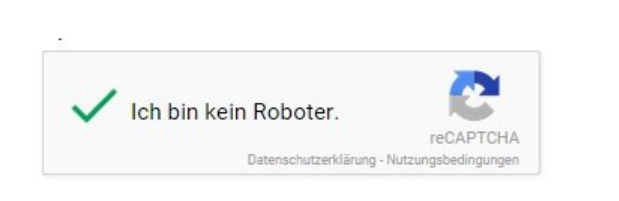 Ich bin kein Roboter.
reCAPTCHA
Datenschutzerklärung - Nutzungsbedingungen